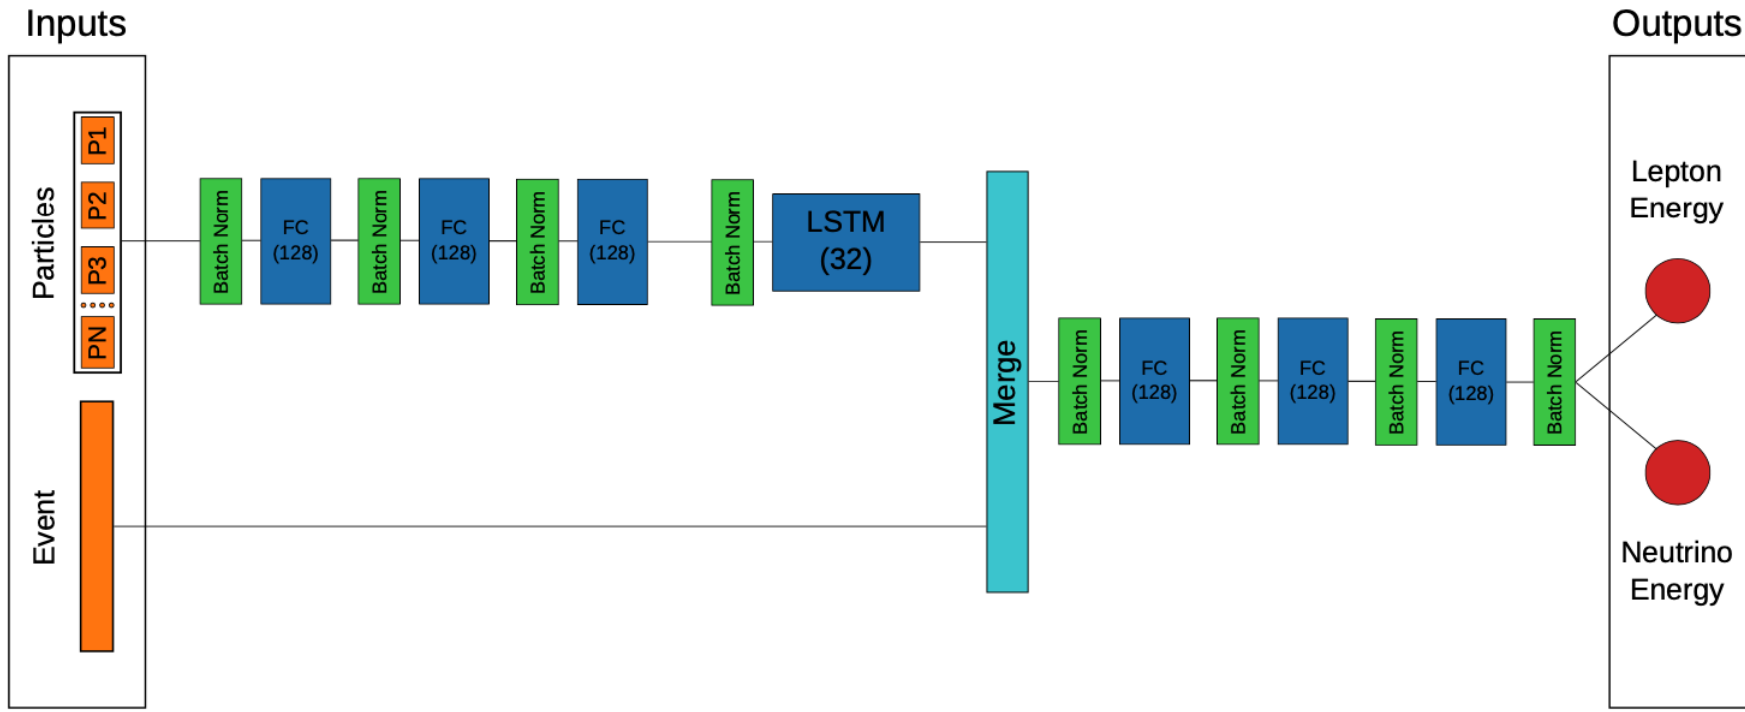 Inputs
Outputs
Particles
P1
P2
P3
PN
Event
Batch Norm
FC
(128)
Batch Norm
FC
(128)
Batch Norm
FC
(128)
Batch Norm
LSTM
(32)
Merge
Batch Norm
FC
(128)
Batch Norm
FC
(128)
Batch Norm
FC
(128)
Batch Norm
Lepton
Energy
Neutrino
Energy